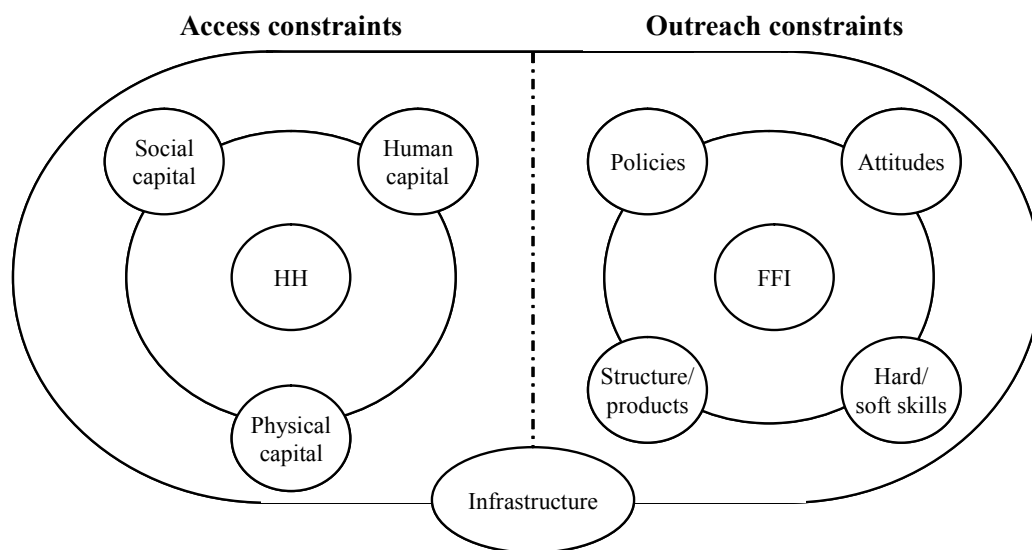 Access constraints
Outreach constraints
Social
capital
Human
capital
HH
Physical
capital
Policies
Attitudes
FFI
Structure/
products
Hard/
soft skills
Infrastructure